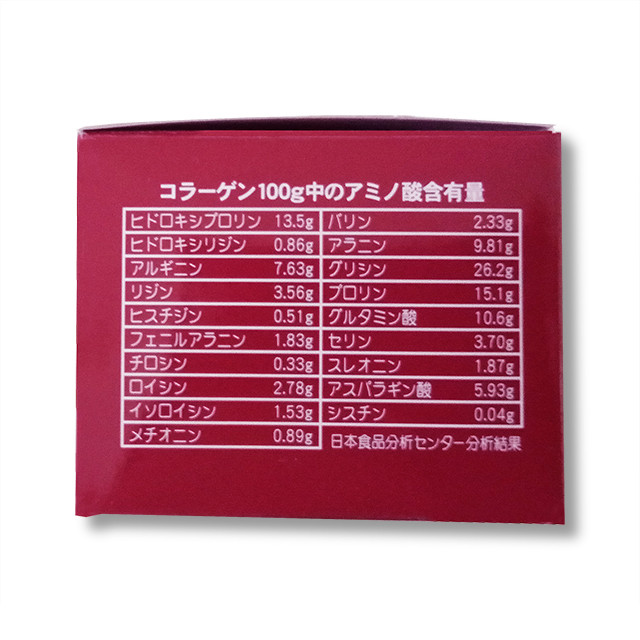 コラーゲン100g中のアミノ酸含有量
ヒドロキシプロリン 13.5g バリン 2.33g
ヒドロキシリジン 0.86g アラニン 9.81g
アルギニン 7.63g グリシン 26.2g
リジン 3.56g プロリン 15.1g
ヒスチジン 0.51g グルタミン酸 10.6g
フェニルアラニン 1.83g セリン 3.70g
チロシン 0.33g スレオニン 1.87g
ロイシン 2.78g アスパラギン酸 5.93g
イソロイシン 1.53g シスチン 0.04g
メチオニン 0.89g 日本食品分析センター分析結果